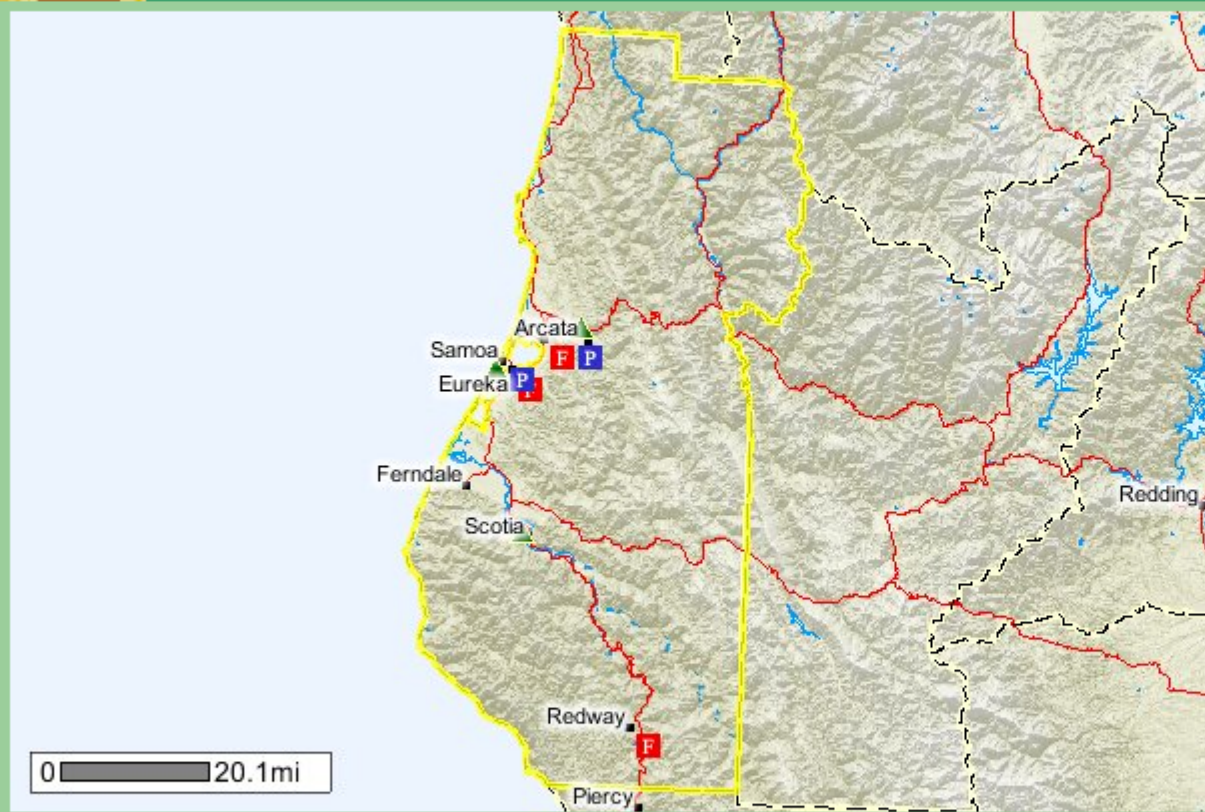 Arcata
Samoa
F
P
Eureka
P
F
Ferndale
Redding
Scotia
Redway
F
0 20.1mi
Piercy